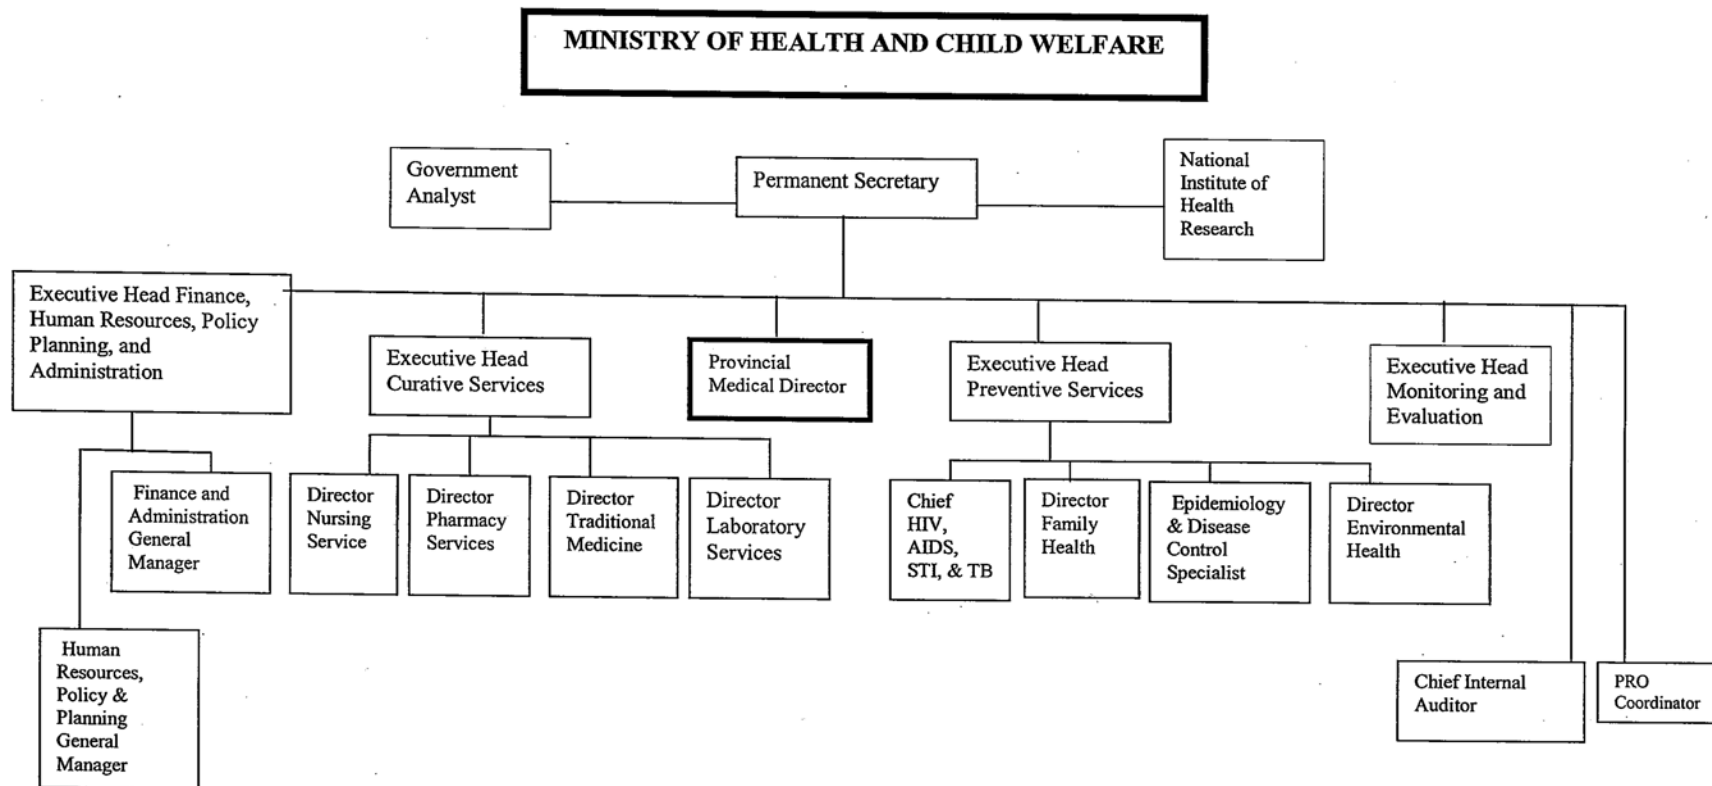 MINISTRY OF HEALTH AND CHILD WELFARE
Government
Analyst
Permanent Secretary
National
Institute of
Health
Research
Executive Head Finance,
Human Resources, Policy
Planning, and
Administration
Executive Head
Curative Services
Provincial
Medical Director
Executive Head
Preventive Services
Executive Head
Monitoring and
Evaluation
Finance and
Administration
General
Manager
Director
Nursing
Service
Director
Pharmacy
Services
Director
Traditional
Medicine
Director
Laboratory
Services
Chief
HIV,
AIDS,
STI, & TB
Director
Family
Health
Epidemiology
& Disease
Control
Specialist
Director
Environmental
Health
Human
Resources,
Policy &
Planning
General
Manager
Chief Internal
Auditor
PRO
Coordinator